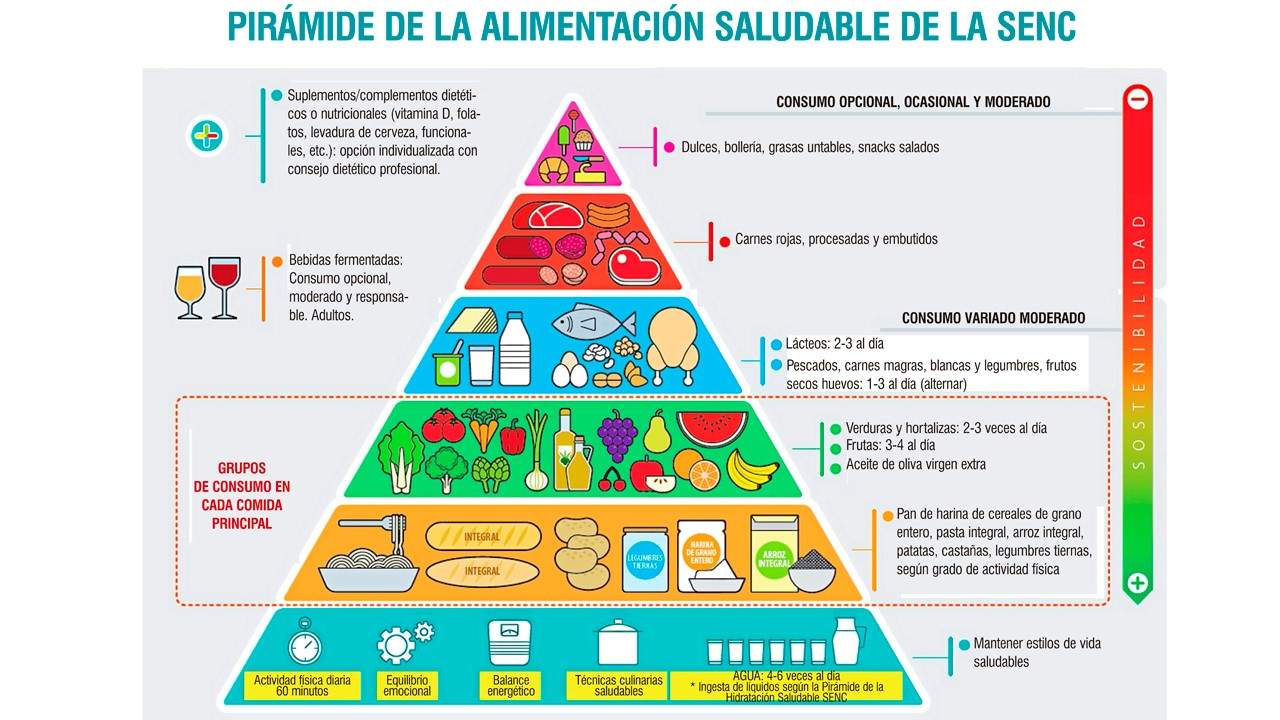 PIRÁMIDE DE LA ALIMENTACIÓN SALUDABLE DE LA SENC
Suplementos/complementos dietéti-
cos o nutricionales (vitamina D, fola-
tos, levadura de cerveza, funciona-
les, etc.): opción individualizada con
consejo dietético profesional.
CONSUMO OPCIONAL, OCASIONAL Y MODERADO
Dulces, bollería, grasas untables, snacks salados
Carnes rojas, procesadas y embutidos
Bebidas fermentadas:
Consumo opcional,
moderado y responsa-
ble. Adultos.
CONSUMO VARIADO MODERADO
Lácteos: 2-3 al día
Pescados, carnes magras, blancas y legumbres, frutos
secos huevos: 1-3 al día (alternar)
SOSTENIBILIDAD
GRUPOS
DE CONSUMO EN
CADA COMIDA
PRINCIPAL
Verduras y hortalizas: 2-3 veces al día
Frutas: 3-4 al día
Aceite de oliva virgen extra
INTEGRAL
INTEGRAL
LEGUMBRES
TIERNAS
HARINA
DE GRANO
ENTERO
ARROZ
INTEGRAL
Pan de harina de cereales de grano
entero, pasta integral, arroz integral,
patatas, castañas, legumbres tiernas,
según grado de actividad física
Actividad física diaria
60 minutos
Equilibrio
emocional
Balance
energético
Técnicas culinarias
saludables
AGUA: 4-6 veces al día
* Ingesta de líquidos según la Pirámide de la
Hidratación Saludable SENC
Mantener estilos de vida
saludables